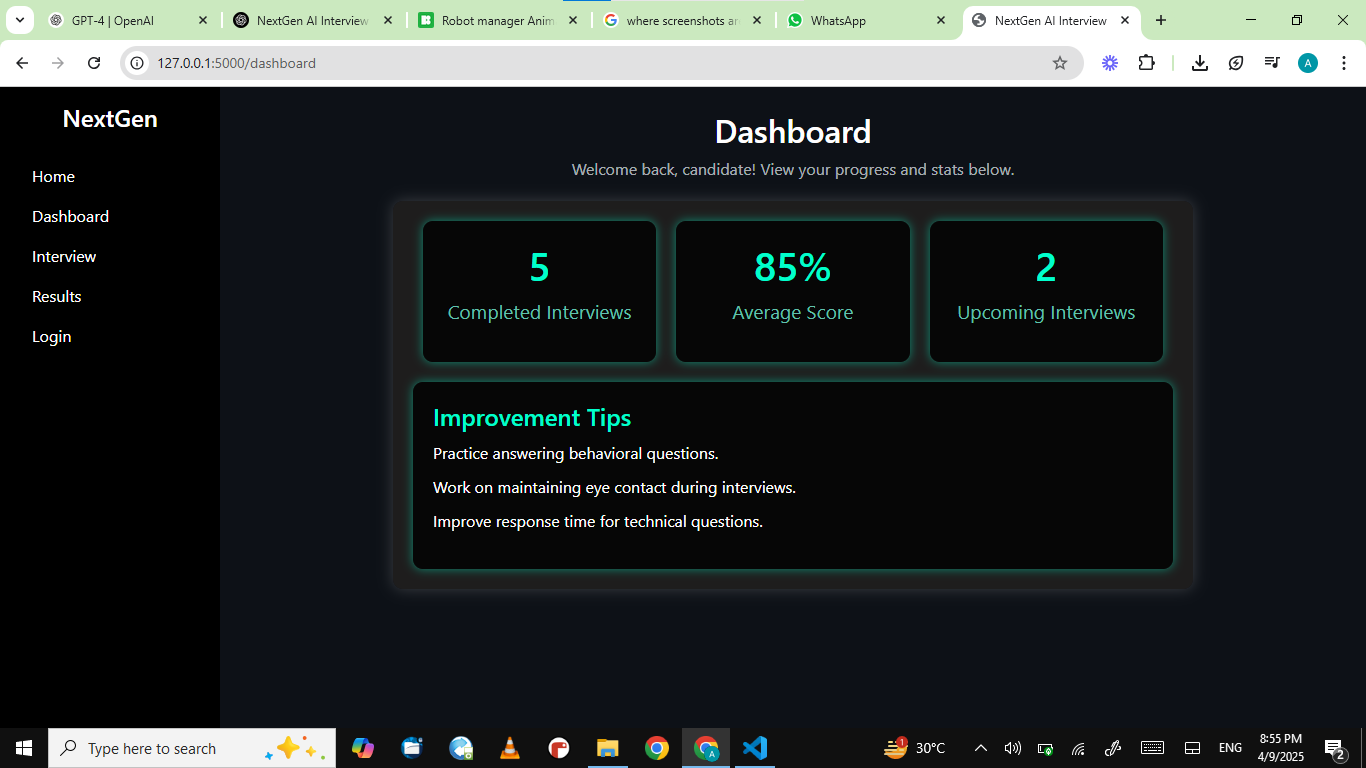 GPT-4 | OpenAI
NextGen AI Interview
Robot manager Anim
where screenshots are
WhatsApp
NextGen AI Interview
127.0.0.1:5000/dashboard
A
NextGen
Home
Dashboard
Interview
Results
Login
Dashboard
Welcome back, candidate! View your progress and stats below.
5
Completed Interviews
85%
Average Score
2
Upcoming Interviews
Improvement Tips
Practice answering behavioral questions.
Work on maintaining eye contact during interviews.
Improve response time for technical questions.
Type here to search
A
1
30°C
ENG
8:55 PM
4/9/2025
2